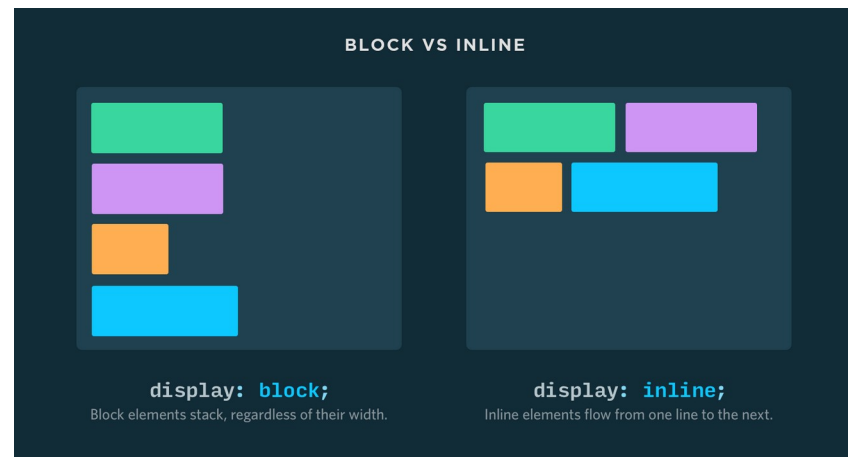 BLOCK VS INLINE
display: block;
Block elements stack, regardless of their width.
display: inline;
Inline elements flow from one line to the next.